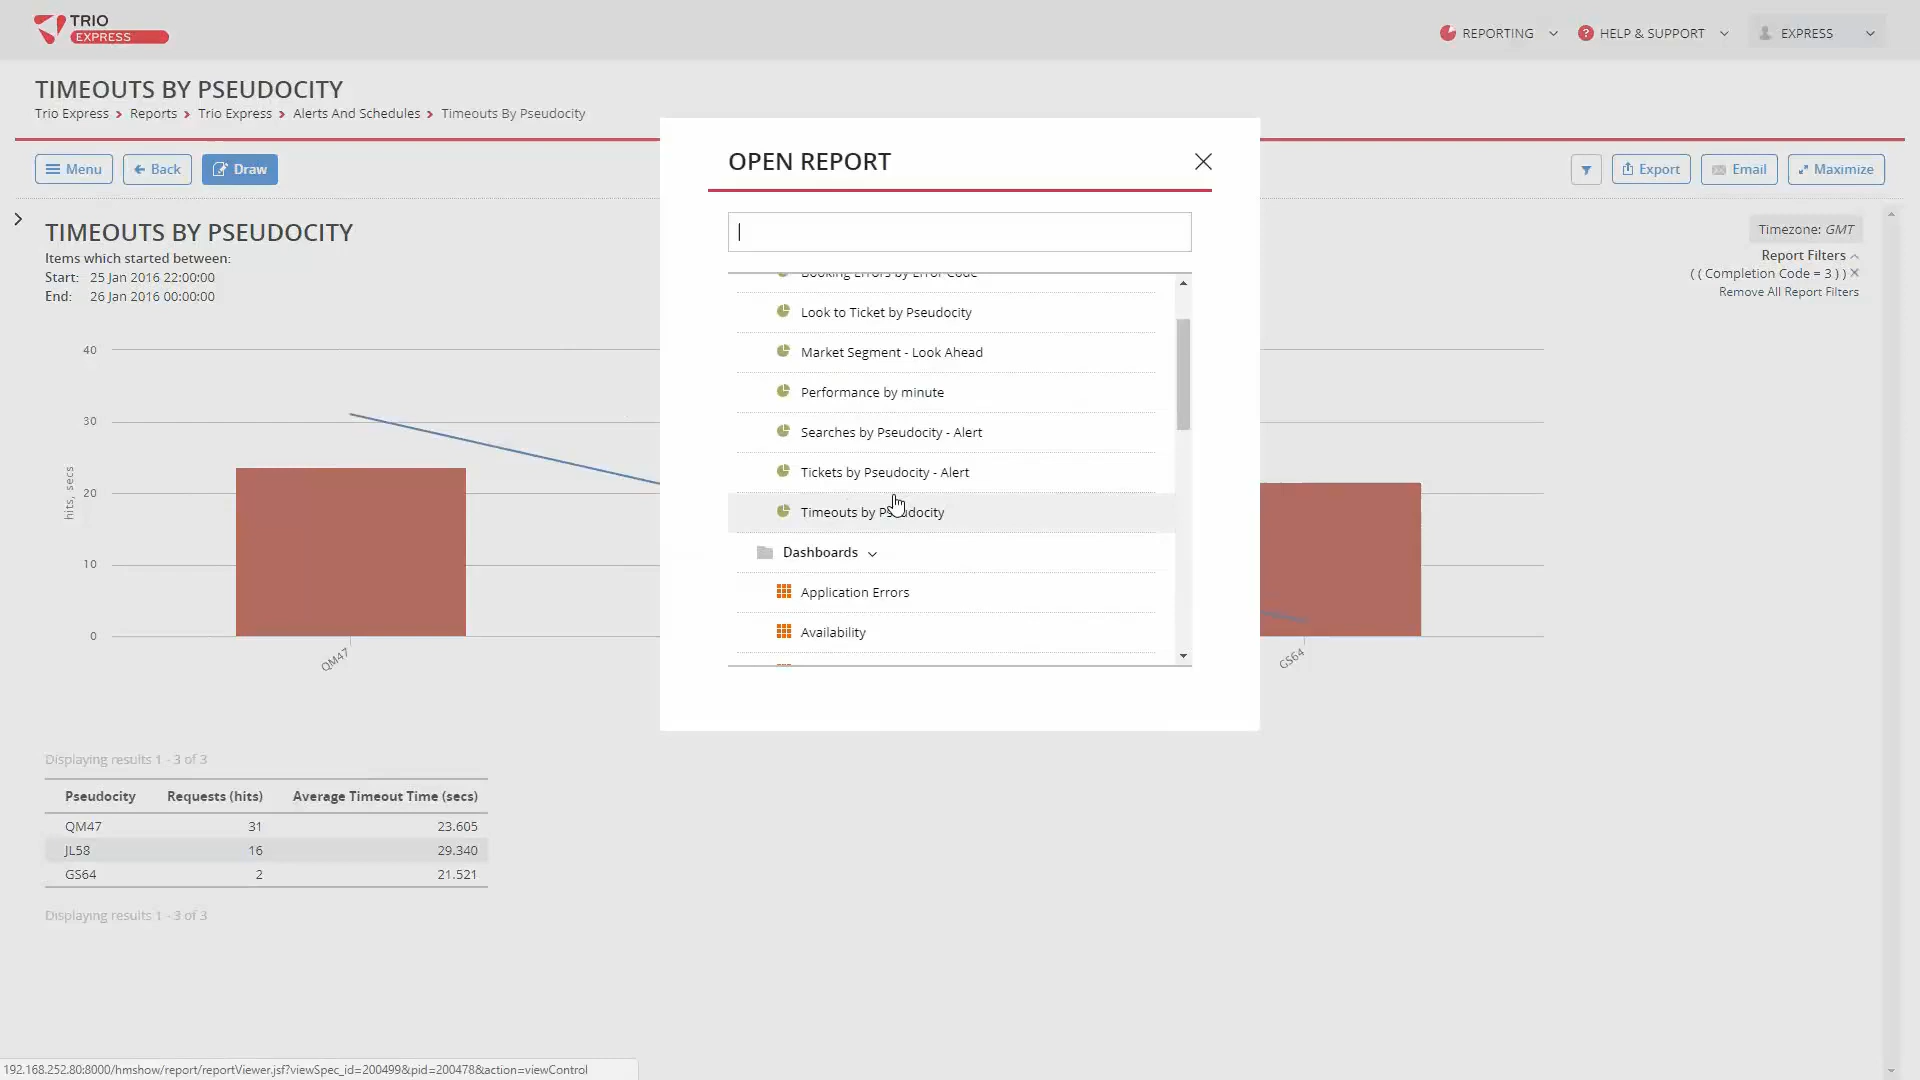 TRIO
EXPRESS
REPORTING
HELP & SUPPORT
EXPRESS
TIMEOUTS BY PSEUDOCITY
Trio Express > Reports > Trio Express > Alerts And Schedules > Timeouts By Pseudocity
Menu
Back
Draw
Export
Email
Maximize
TIMEOUTS BY PSEUDOCITY
Items which started between:
Start: 25 Jan 2016 22:00:00
End: 26 Jan 2016 00:00:00
Timezone: GMT
Report Filters
( ( Completion Code = 3 ) )
Remove All Report Filters
40
30
20
10
0
hits, secs
QM47
GS64
OPEN REPORT
Booking Errors by Error Code
Look to Ticket by Pseudocity
Market Segment - Look Ahead
Performance by minute
Searches by Pseudocity - Alert
Tickets by Pseudocity - Alert
Timeouts by Pseudocity
Dashboards
Application Errors
Availability
Displaying results 1 - 3 of 3
Pseudocity Requests (hits) Average Timeout Time (secs)
QM47 31 23.605
JL58 16 29.340
GS64 2 21.521
Displaying results 1 - 3 of 3
192.168.252.80:8000/hmshow/report/reportViewer.jsf?viewSpec_id=200499&pid=200478&action=viewControl